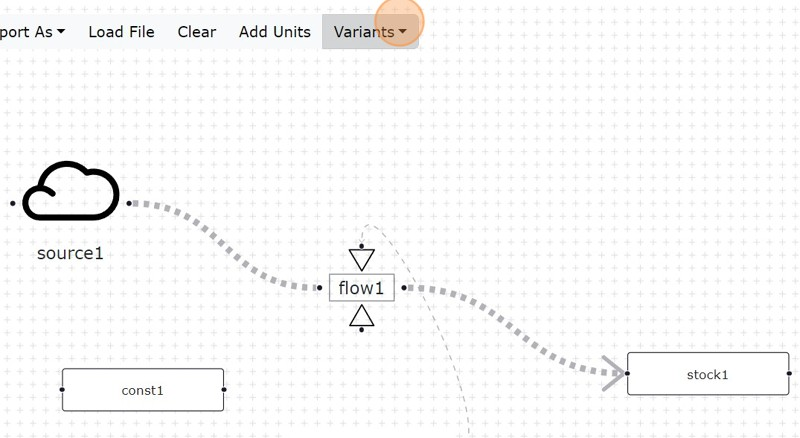 port As Load File Clear Add Units Variants
source1
flow1
stock1
const1